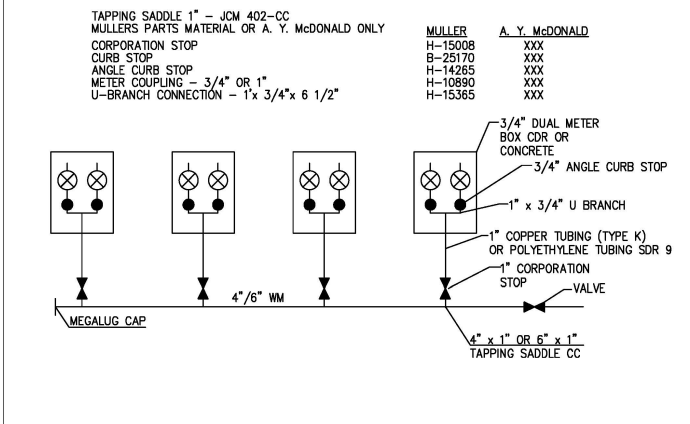 TAPPING SADDLE 1" – JCM 402-CC
MULLERS PARTS MATERIAL OR A. Y. McDONALD ONLY
MULLER A. Y. McDONALD
CORPORATION STOP H-15008 XXX
CURB STOP B-25170 XXX
ANGLE CURB STOP H-14265 XXX
METER COUPLING – 3/4" OR 1" H-10890 XXX
U-BRANCH CONNECTION – 1"x 3/4"x 6 1/2" H-15365 XXX
3/4" DUAL METER
BOX CDR OR
CONCRETE
3/4" ANGLE CURB STOP
1" x 3/4" U BRANCH
1" COPPER TUBING (TYPE K)
OR POLYETHYLENE TUBING SDR 9
1" CORPORATION
STOP
VALVE
4"/6" WM
MEGALUG CAP
4" x 1" OR 6" x 1"
TAPPING SADDLE CC